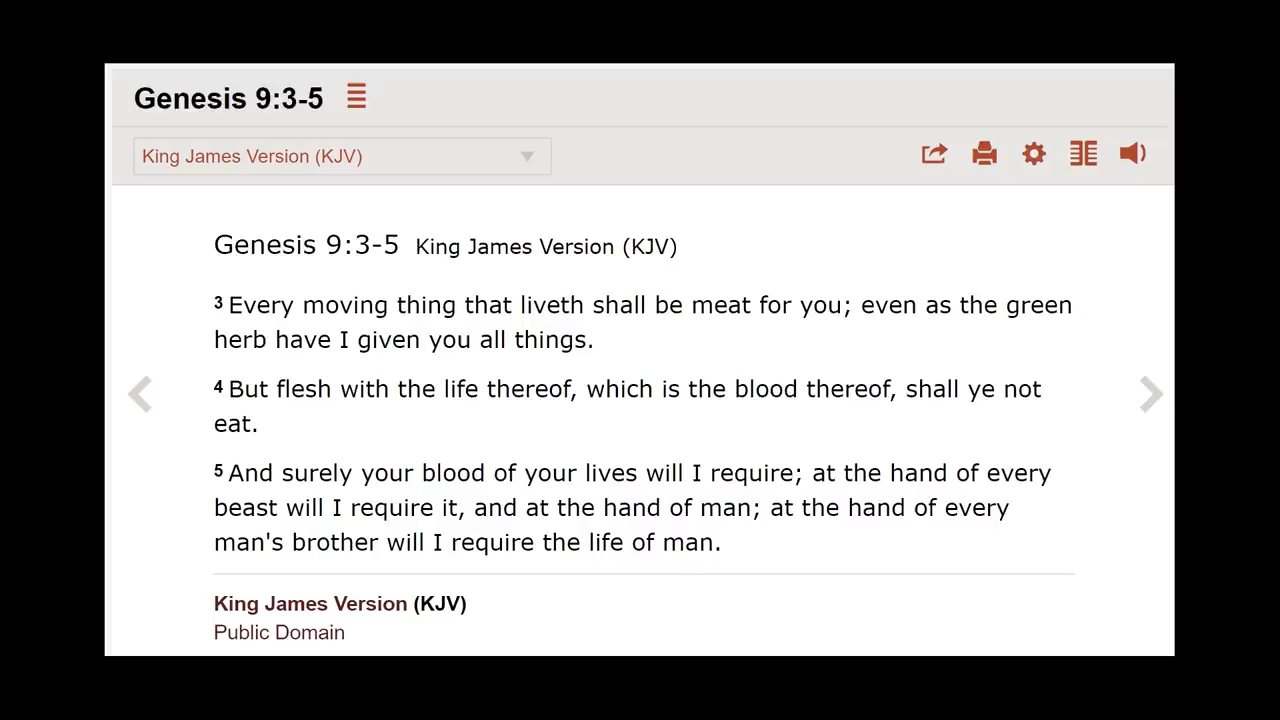 Genesis 9:3-5
King James Version (KJV)
Genesis 9:3-5 King James Version (KJV)
3 Every moving thing that liveth shall be meat for you; even as the green
herb have I given you all things.
4 But flesh with the life thereof, which is the blood thereof, shall ye not
eat.
5 And surely your blood of your lives will I require; at the hand of every
beast will I require it, and at the hand of man; at the hand of every
man's brother will I require the life of man.
King James Version (KJV)
Public Domain